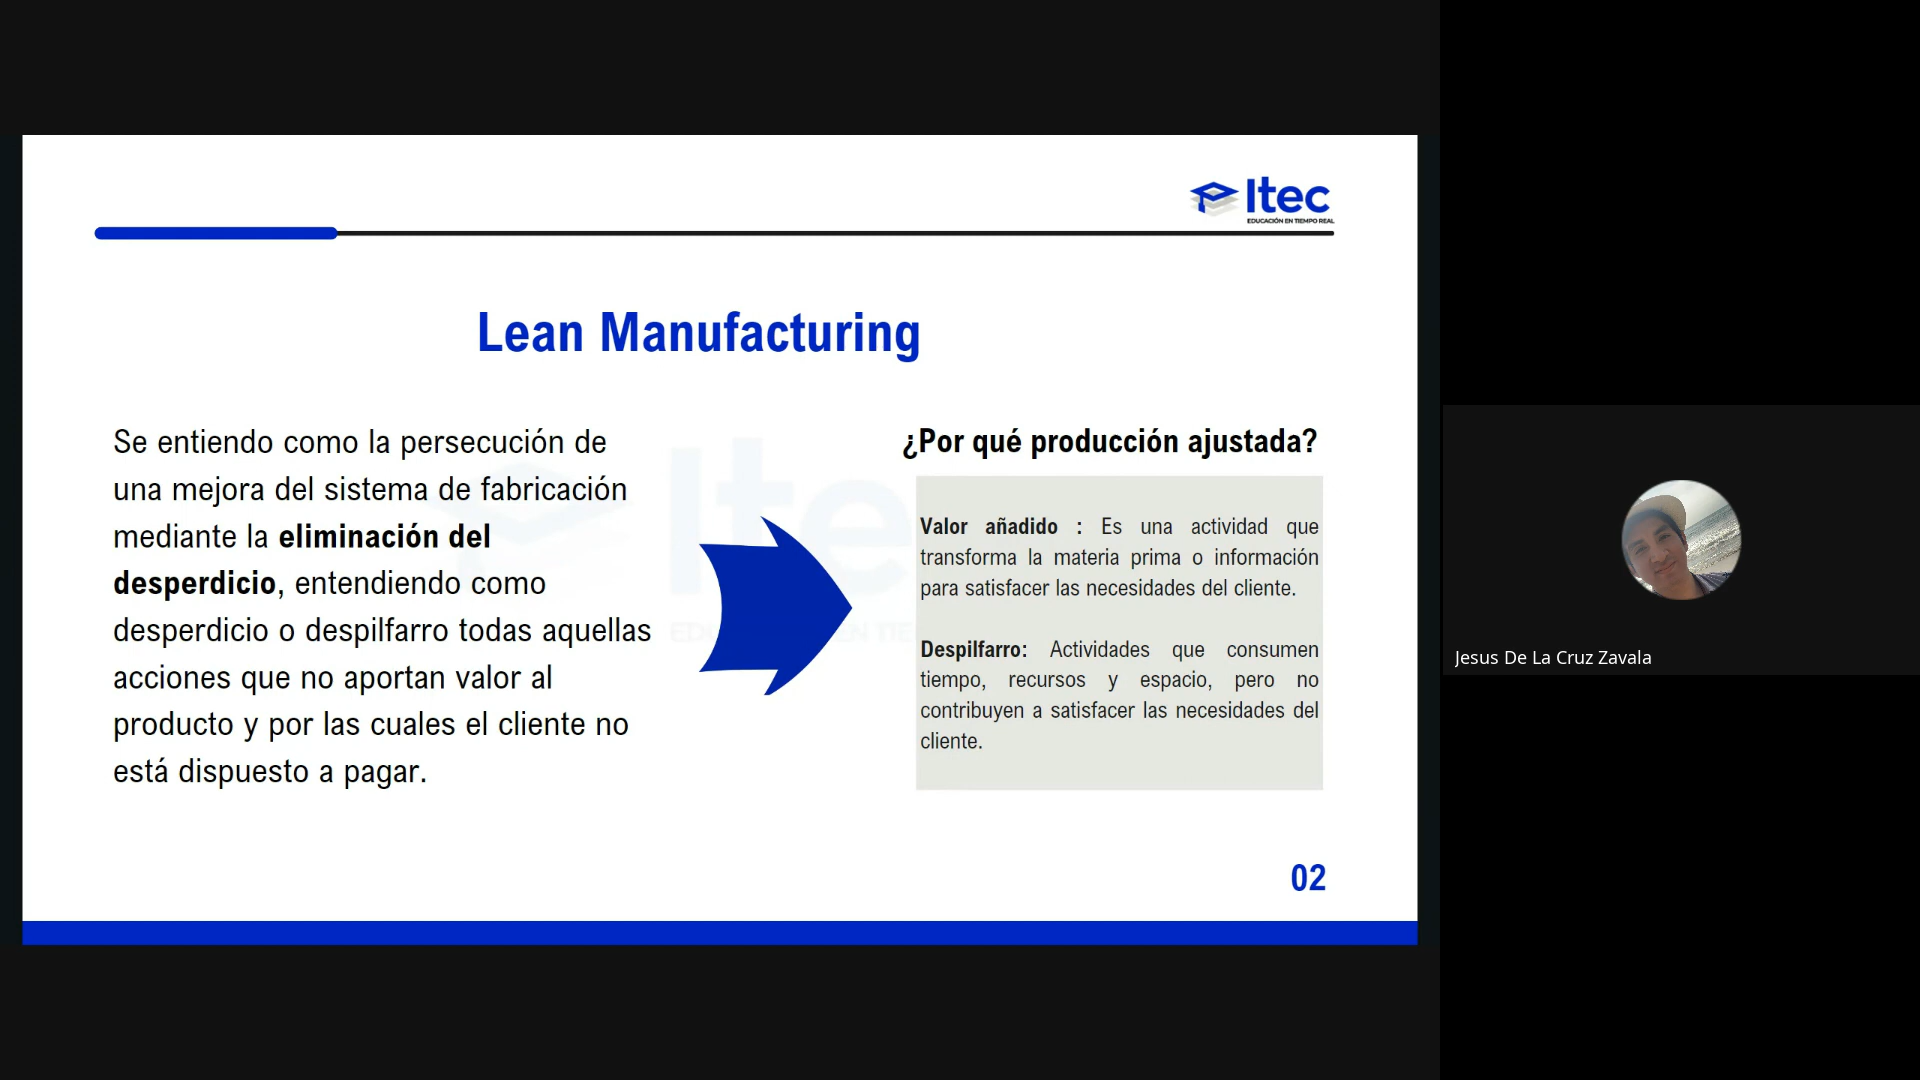 Itec
EDUCACIÓN EN TIEMPO REAL
Lean Manufacturing
Se entiendo como la persecución de
una mejora del sistema de fabricación
mediante la eliminación del
desperdicio, entendiendo como
desperdicio o despilfarro todas aquellas
acciones que no aportan valor al
producto y por las cuales el cliente no
está dispuesto a pagar.
¿Por qué producción ajustada?
Valor añadido : Es una actividad que
transforma la materia prima o información
para satisfacer las necesidades del cliente.
Despilfarro: Actividades que consumen
tiempo, recursos y espacio, pero no
contribuyen a satisfacer las necesidades del
cliente.
02
Jesus De La Cruz Zavala